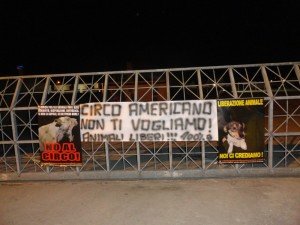 CIRCO AMERICANO
NON TI VOGLIAMO!
ANIMALI LIBERI!!! 100%
NO AL
CIRCO!
LIBERAZIONE ANIMALE
NOI CI CREDIAMO!